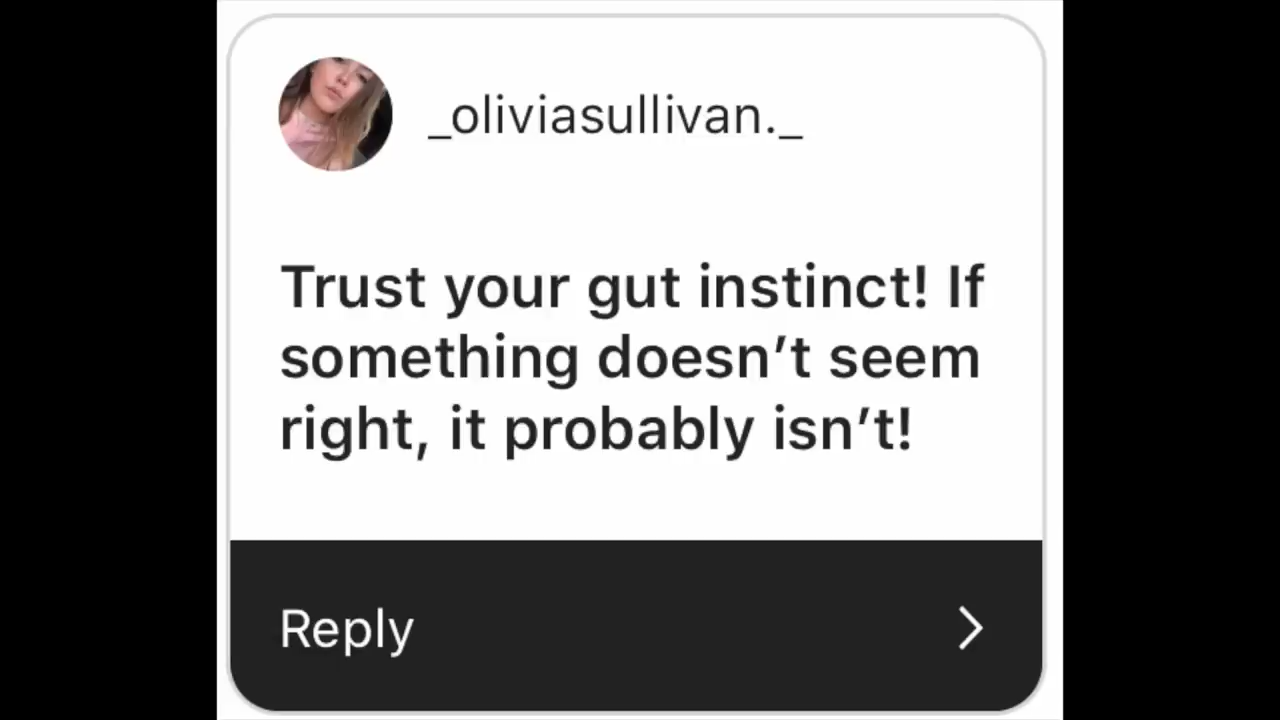 _oliviasullivan._
Trust your gut instinct! If
something doesn’t seem
right, it probably isn’t!
Reply